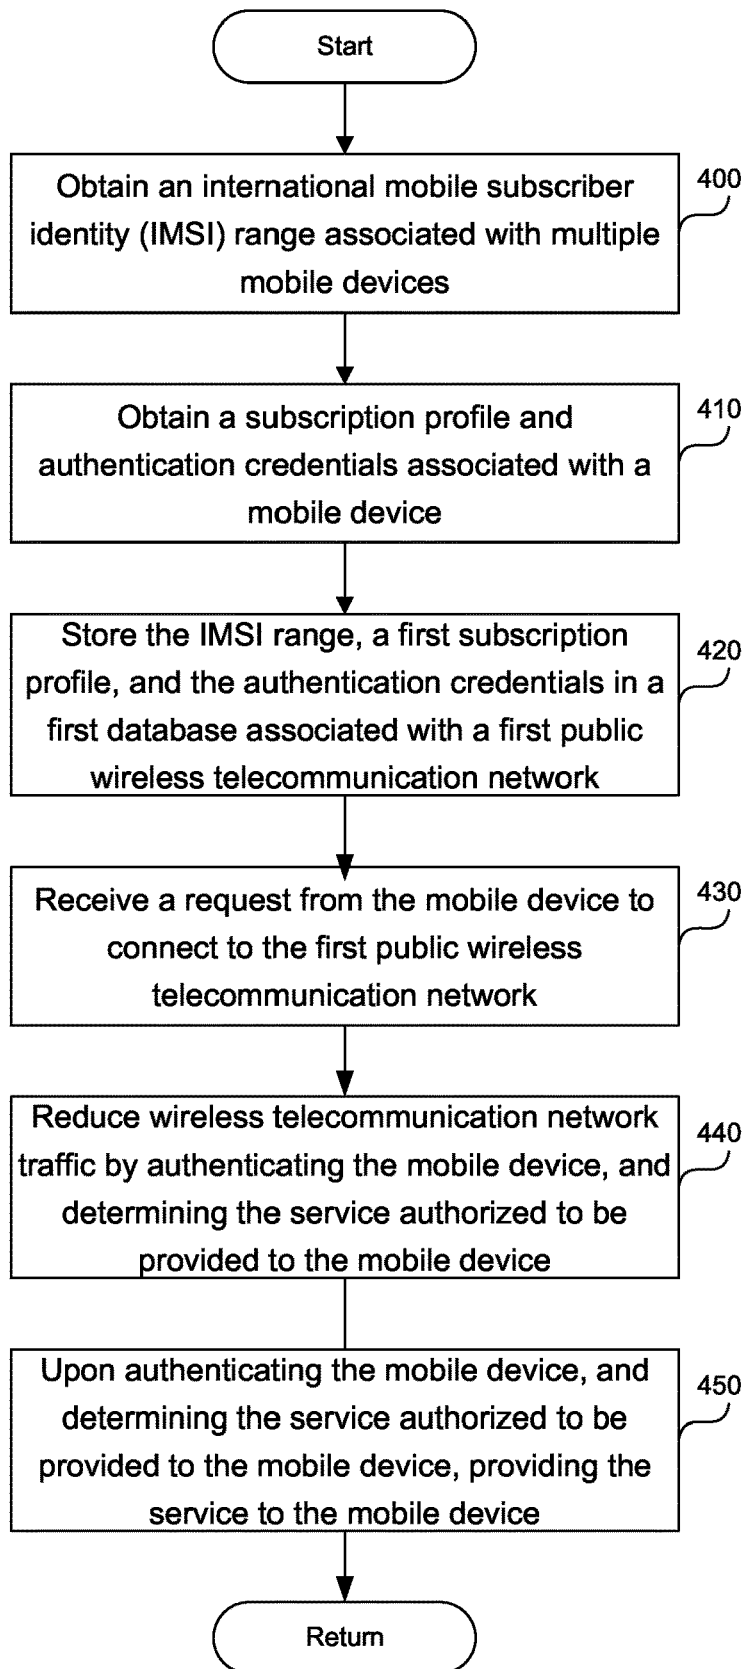 Start
Obtain an international mobile subscriber
identity (IMSI) range associated with multiple
mobile devices
400
Obtain a subscription profile and
authentication credentials associated with a
mobile device
410
Store the IMSI range, a first subscription
profile, and the authentication credentials in a
first database associated with a first public
wireless telecommunication network
420
Receive a request from the mobile device to
connect to the first public wireless
telecommunication network
430
Reduce wireless telecommunication network
traffic by authenticating the mobile device, and
determining the service authorized to be
provided to the mobile device
440
Upon authenticating the mobile device, and
determining the service authorized to be
provided to the mobile device, providing the
service to the mobile device
450
Return